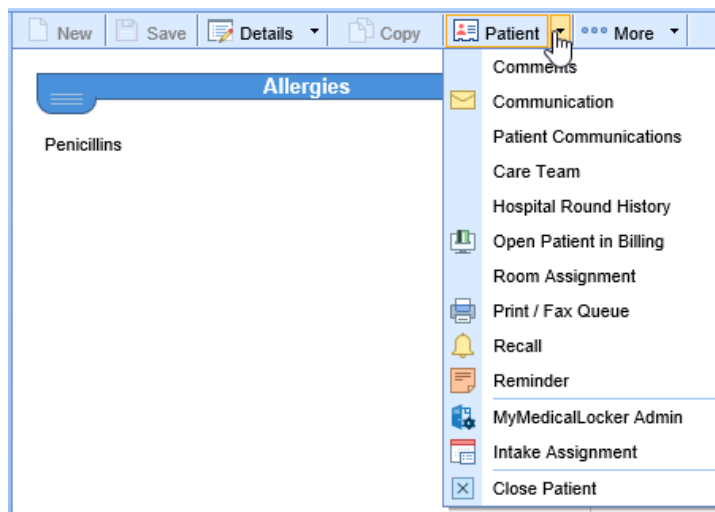 New Save Details Copy Patient More
Allergies
Comments
Communication
Penicillins
Patient Communications
Care Team
Hospital Round History
Open Patient in Billing
Room Assignment
Print / Fax Queue
Recall
Reminder
MyMedicalLocker Admin
Intake Assignment
Close Patient